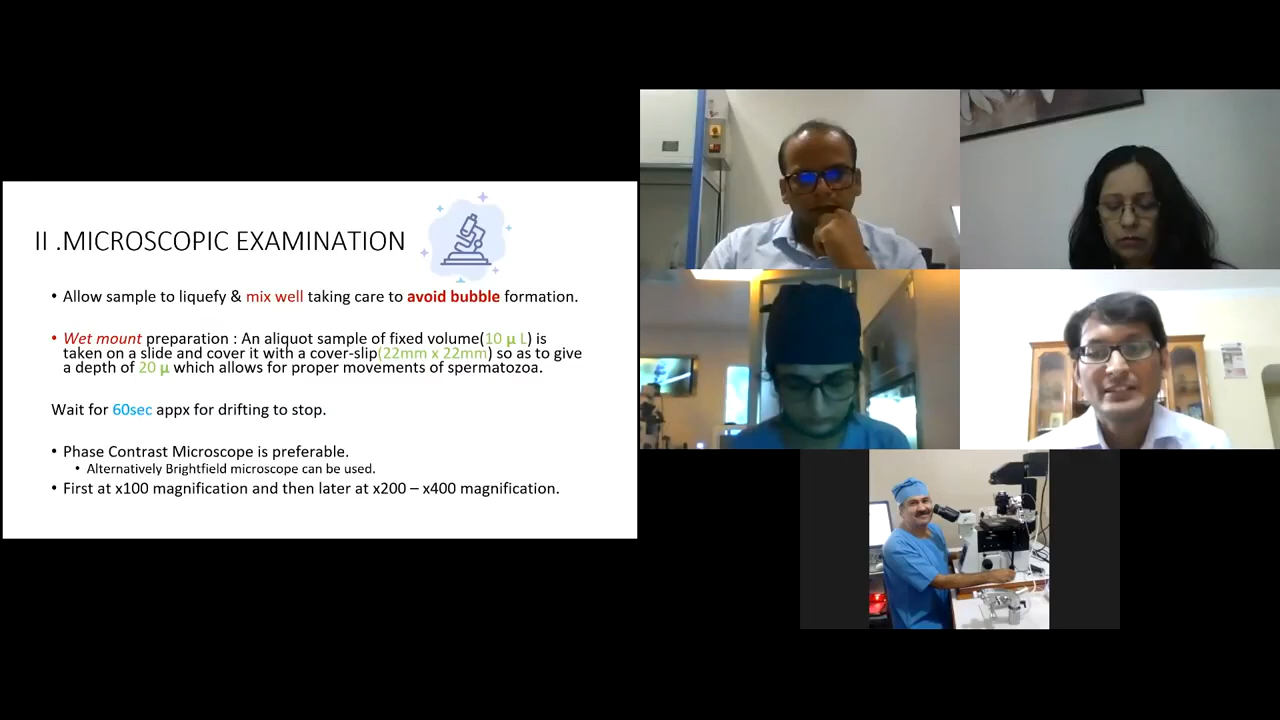 II .MICROSCOPIC EXAMINATION
• Allow sample to liquefy & mix well taking care to avoid bubble formation.
• Wet mount preparation : An aliquot sample of fixed volume(10 µ L) is
taken on a slide and cover it with a cover-slip(22mm x 22mm) so as to give
a depth of 20 µ which allows for proper movements of spermatozoa.
Wait for 60sec appx for drifting to stop.
• Phase Contrast Microscope is preferable.
• Alternatively Brightfield microscope can be used.
• First at x100 magnification and then later at x200 – x400 magnification.